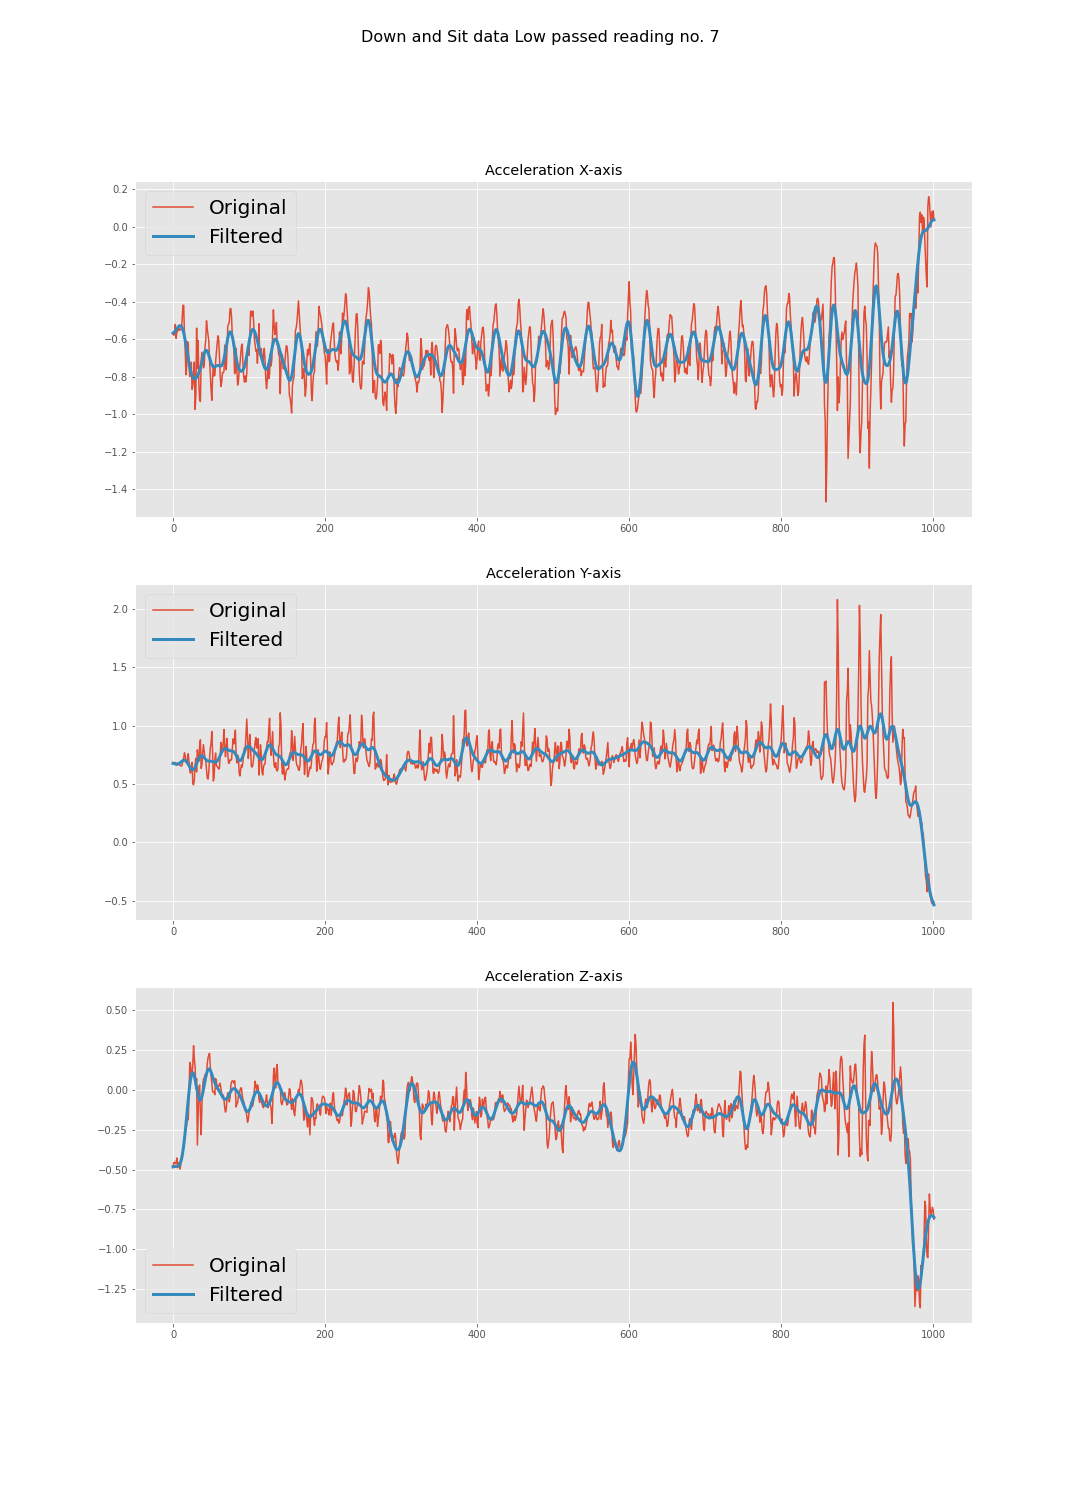 Down and Sit data Low passed reading no. 7
Acceleration X-axis
Original
Filtered
0.2
0.0
−0.2
−0.4
−0.6
−0.8
−1.0
−1.2
−1.4
0 200 400 600 800 1000
Acceleration Y-axis
Original
Filtered
2.0
1.5
1.0
0.5
0.0
−0.5
0 200 400 600 800 1000
Acceleration Z-axis
0.50
0.25
0.00
−0.25
−0.50
−0.75
−1.00
−1.25
Original
Filtered
0 200 400 600 800 1000